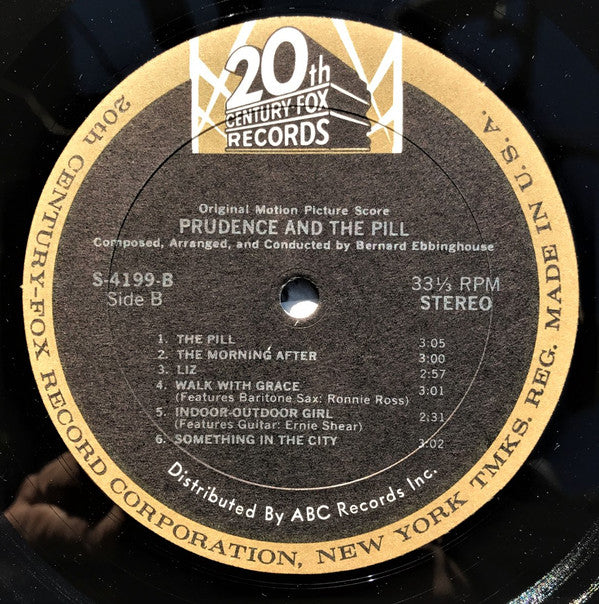 20th
CENTURY FOX
RECORDS
Original Motion Picture Score
PRUDENCE AND THE PILL
Composed, Arranged, and Conducted by Bernard Ebbinghouse
S-4199-B
Side B
33⅓ RPM
STEREO
1. THE PILL 3:05
2. THE MORNING AFTER 3:00
3. LIZ 2:57
4. WALK WITH GRACE 3:01
(Features Baritone Sax: Ronnie Ross)
5. INDOOR-OUTDOOR GIRL 2:31
(Features Guitar: Ernie Shear)
6. SOMETHING IN THE CITY 3:02
Distributed By ABC Records Inc.
20th CENTURY-FOX RECORD CORPORATION, NEW YORK TMKS. REG. MADE IN U.S.A.